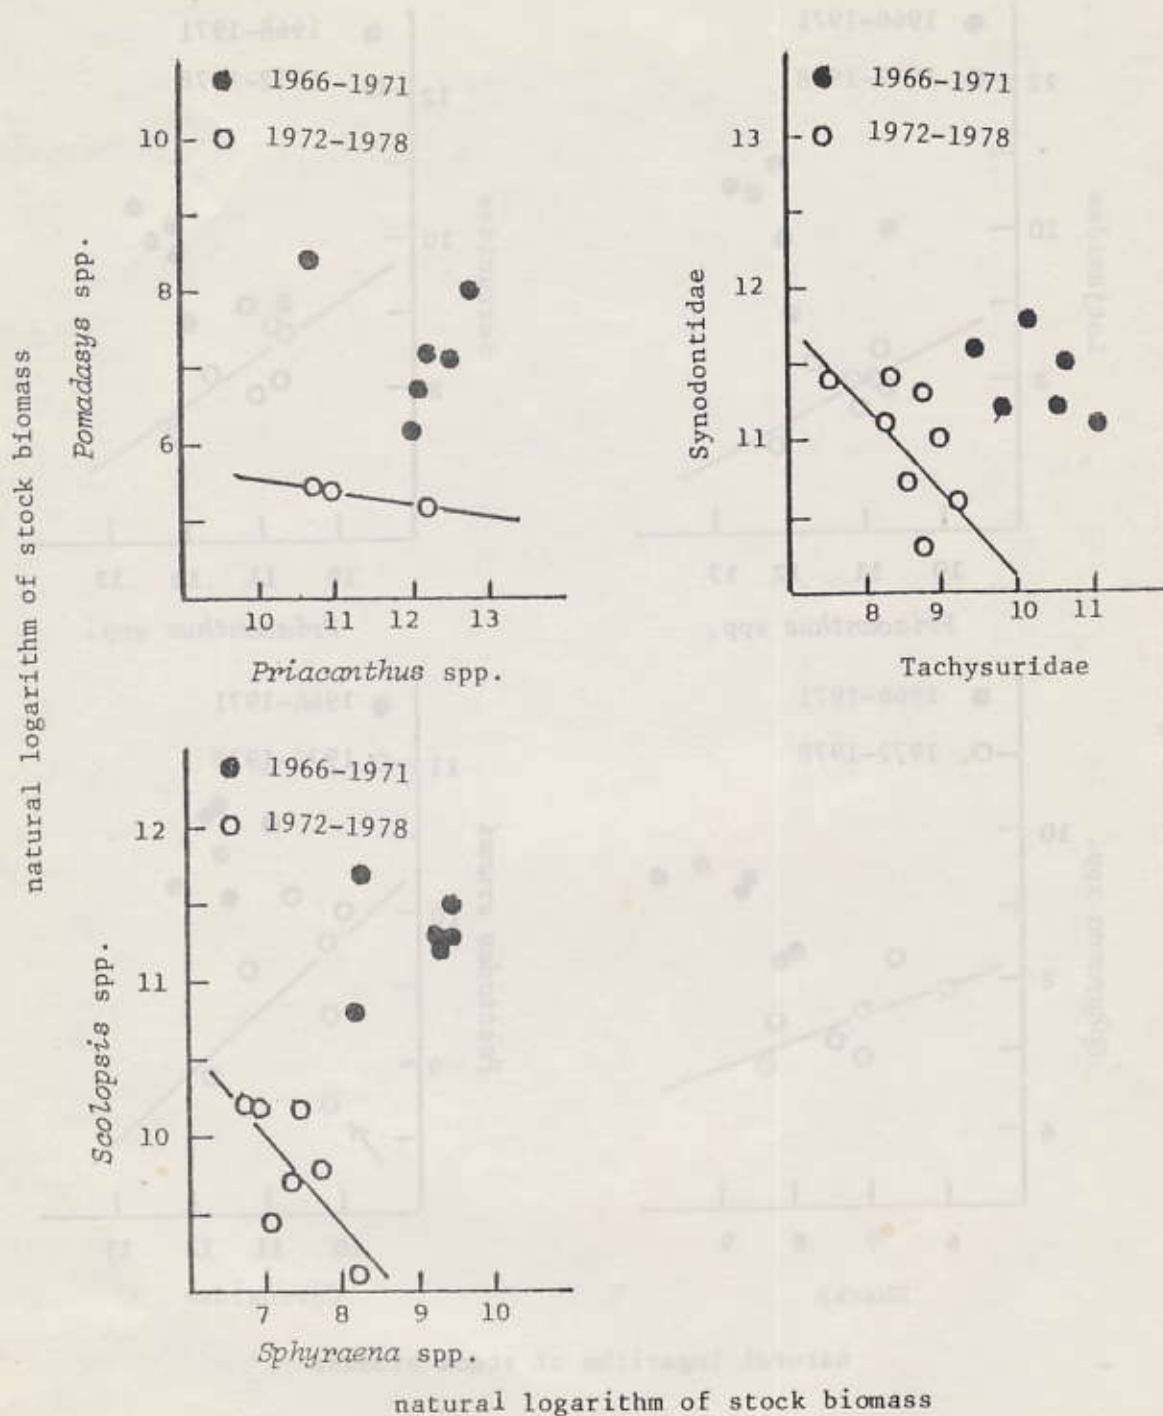 natural logarithm of stock biomass
Pomadasys spp.
1966-1971
1972-1978
10
8
6
10 11 12 13
Priacanthus spp.
Synodontidae
1966-1971
1972-1978
13
12
11
8 9 10 11
Tachysuridae
Scolopsis spp.
1966-1971
1972-1978
12
11
10
7 8 9 10
Sphyraena spp.
natural logarithm of stock biomass